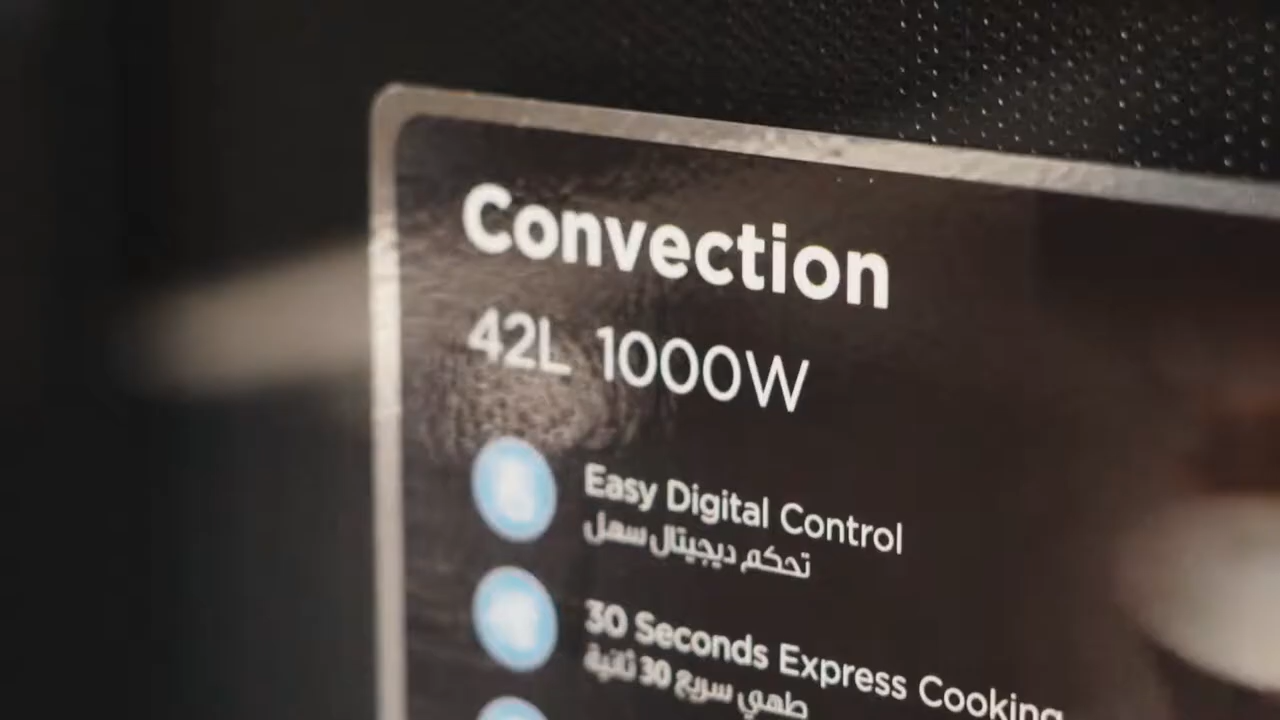 Convection
42L 1000W
Easy Digital Control
تحكم ديجيتال سهل
30 Seconds Express Cooking
طهي سريع 30 ثانية